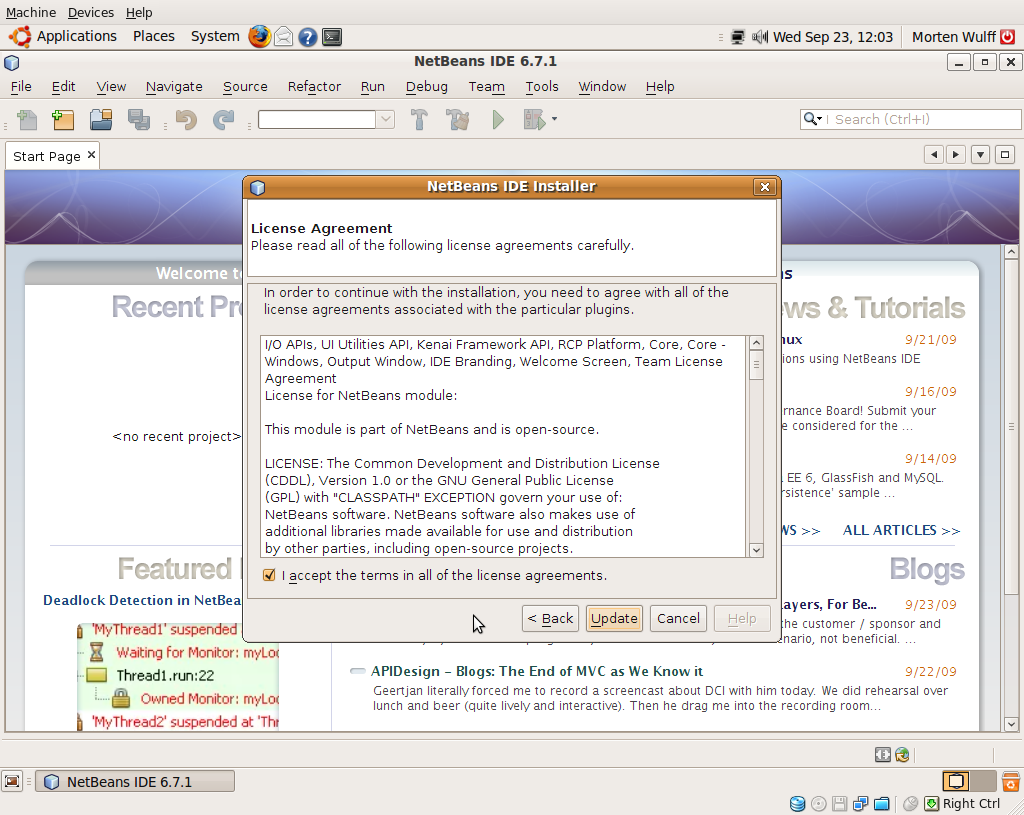 Machine Devices Help
Applications Places System Wed Sep 23, 12:03 Morten Wulff
NetBeans IDE 6.7.1
File Edit View Navigate Source Refactor Run Debug Team Tools Window Help
Search (Ctrl+I)
Start Page
NetBeans IDE Installer
License Agreement
Please read all of the following license agreements carefully.
In order to continue with the installation, you need to agree with all of the
license agreements associated with the particular plugins.
I/O APIs, UI Utilities API, Kenai Framework API, RCP Platform, Core, Core -
Windows, Output Window, IDE Branding, Welcome Screen, Team License
Agreement
License for NetBeans module:
This module is part of NetBeans and is open-source.
LICENSE: The Common Development and Distribution License
(CDDL), Version 1.0 or the GNU General Public License
(GPL) with "CLASSPATH" EXCEPTION govern your use of:
NetBeans software. NetBeans software also makes use of
additional libraries made available for use and distribution
by other parties, including open-source projects.
I accept the terms in all of the license agreements.
< Back Update Cancel Help
Welcome to
Recent Pro
<no recent project>
Featured
Deadlock Detection in NetBea
'MyThread1' suspended
Waiting for Monitor: myLoc
Thread1.run:22
Owned Monitor: myLoc
'MyThread2' suspended at 'Thr
ws & Tutorials
nux 9/21/09
ions using NetBeans IDE
9/16/09
rnance Board! Submit your
e considered for the ...
9/14/09
EE 6, GlassFish and MySQL.
rsistence' sample ...
WS >> ALL ARTICLES >>
Blogs
ayers, For Be... 9/23/09
the customer / sponsor and
enario, not beneficial. ...
APIDesign - Blogs: The End of MVC as We Know it 9/22/09
Geertjan literally forced me to record a screencast about DCI with him today. We did rehearsal over
lunch and beer (quite lively and interactive). Then he drag me into the recording room...
NetBeans IDE 6.7.1
Right Ctrl